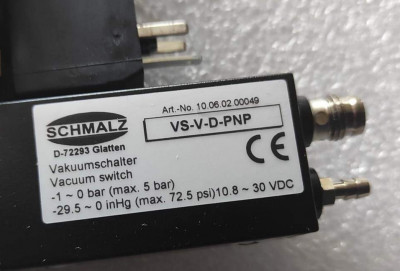 Art.-No. 10.06.02.00049
SCHMALZ
VS-V-D-PNP
D-72293 Glatten
Vakuumschalter
Vacuum switch
-1 ~ 0 bar (max. 5 bar)
-29.5 ~ 0 inHg (max. 72.5 psi) 10.8 ~ 30 VDC
CE